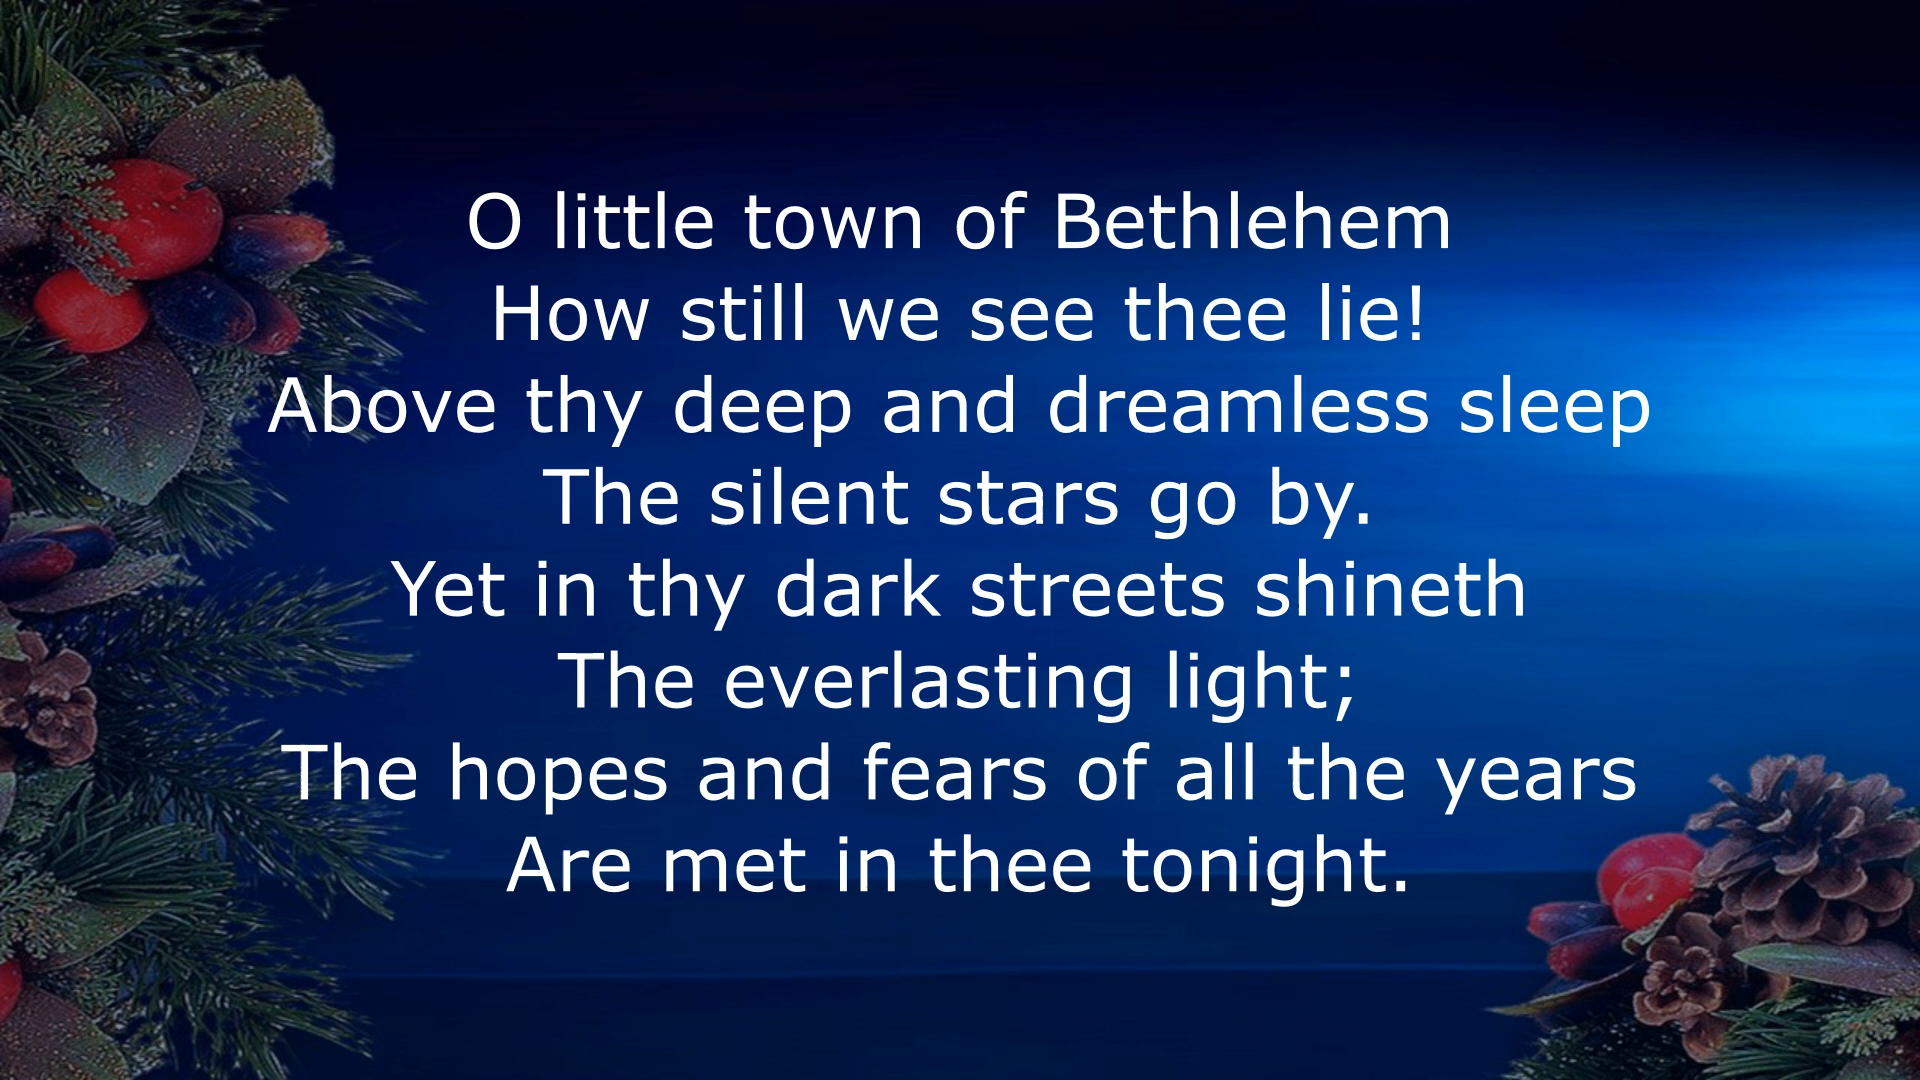 O little town of Bethlehem
How still we see thee lie!
Above thy deep and dreamless sleep
The silent stars go by.
Yet in thy dark streets shineth
The everlasting light;
The hopes and fears of all the years
Are met in thee tonight.